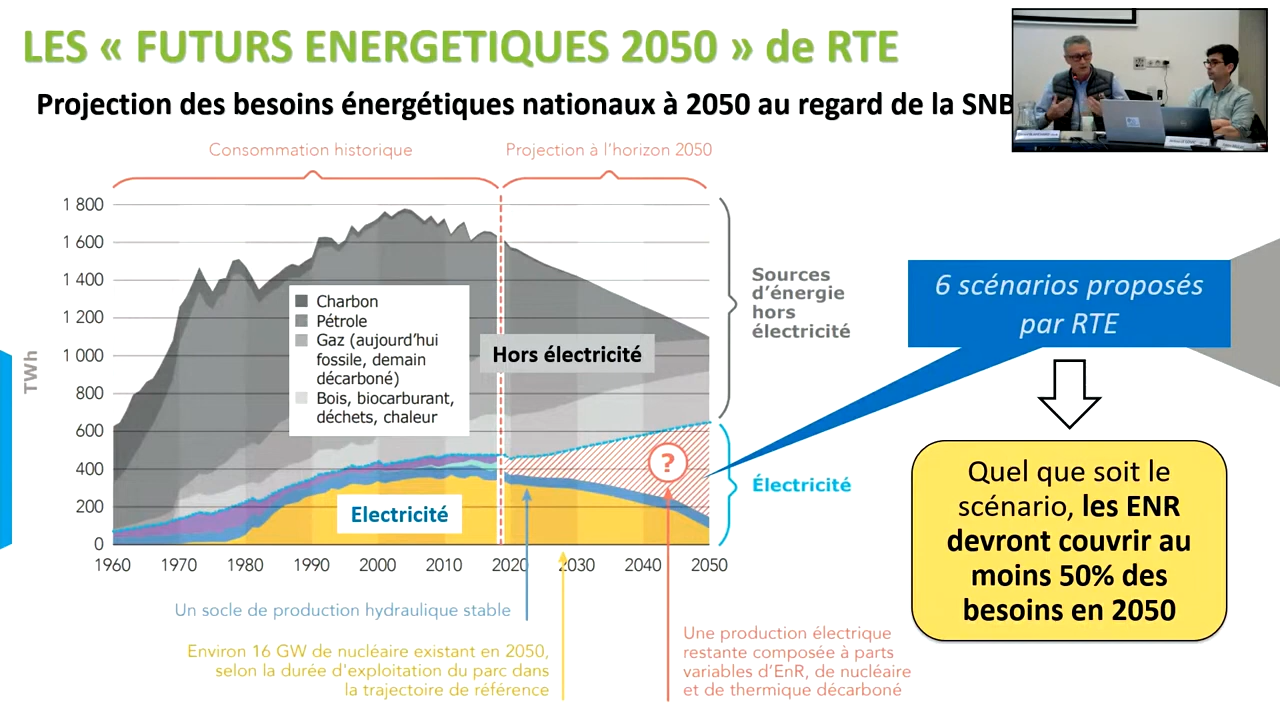 LES « FUTURS ENERGETIQUES 2050 » de RTE
Projection des besoins énergétiques nationaux à 2050 au regard de la SNB
Consommation historique
Projection à l'horizon 2050
TWh
1 800
1 600
1 400
1 200
1 000
800
600
400
200
0
1960
1970
1980
1990
2000
2010
2020
2030
2040
2050
Charbon
Pétrole
Gaz (aujourd'hui
fossile, demain
décarboné)
Bois, biocarburant,
déchets, chaleur
Hors électricité
Electricité
?
Sources
d'énergie
hors
électricité
Électricité
Un socle de production hydraulique stable
Environ 16 GW de nucléaire existant en 2050,
selon la durée d'exploitation du parc dans
la trajectoire de référence
Une production électrique
restante composée à parts
variables d'EnR, de nucléaire
et de thermique décarboné
6 scénarios proposés
par RTE
Quel que soit le
scénario, les ENR
devront couvrir au
moins 50% des
besoins en 2050